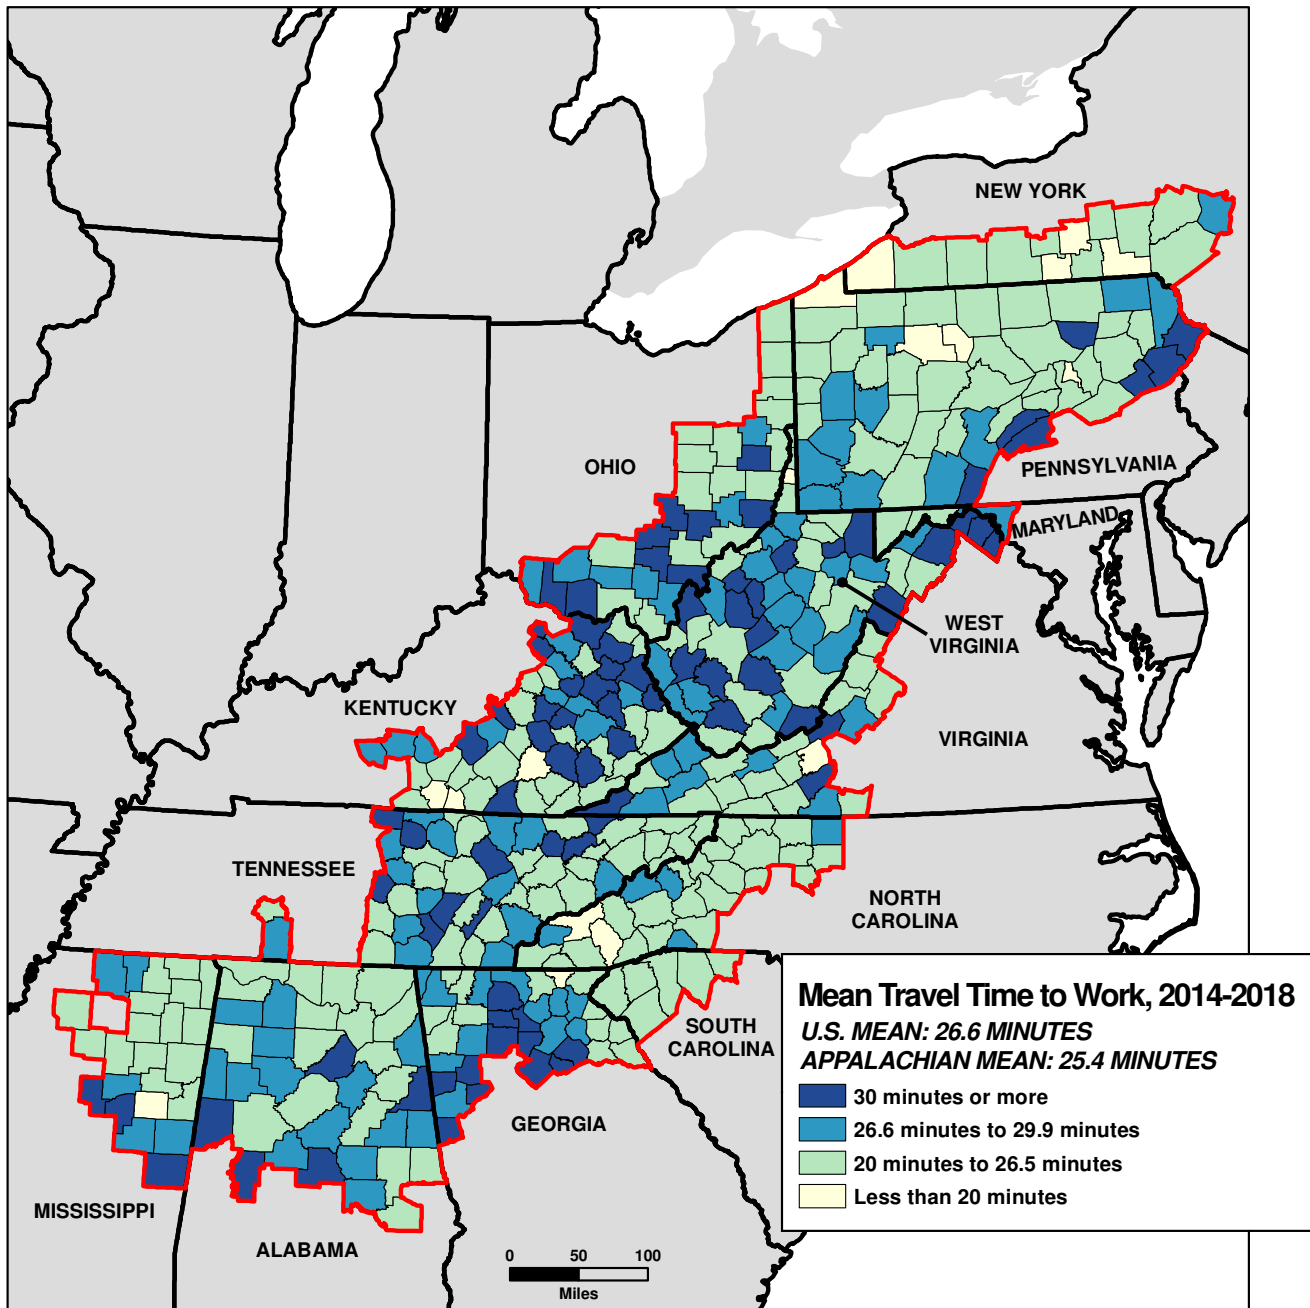 NEW YORK
OHIO
PENNSYLVANIA
MARYLAND
WEST
VIRGINIA
KENTUCKY
VIRGINIA
TENNESSEE
NORTH
CAROLINA
SOUTH
CAROLINA
GEORGIA
MISSISSIPPI
ALABAMA
Mean Travel Time to Work, 2014-2018
U.S. MEAN: 26.6 MINUTES
APPALACHIAN MEAN: 25.4 MINUTES
30 minutes or more
26.6 minutes to 29.9 minutes
20 minutes to 26.5 minutes
Less than 20 minutes
0 50 100
Miles